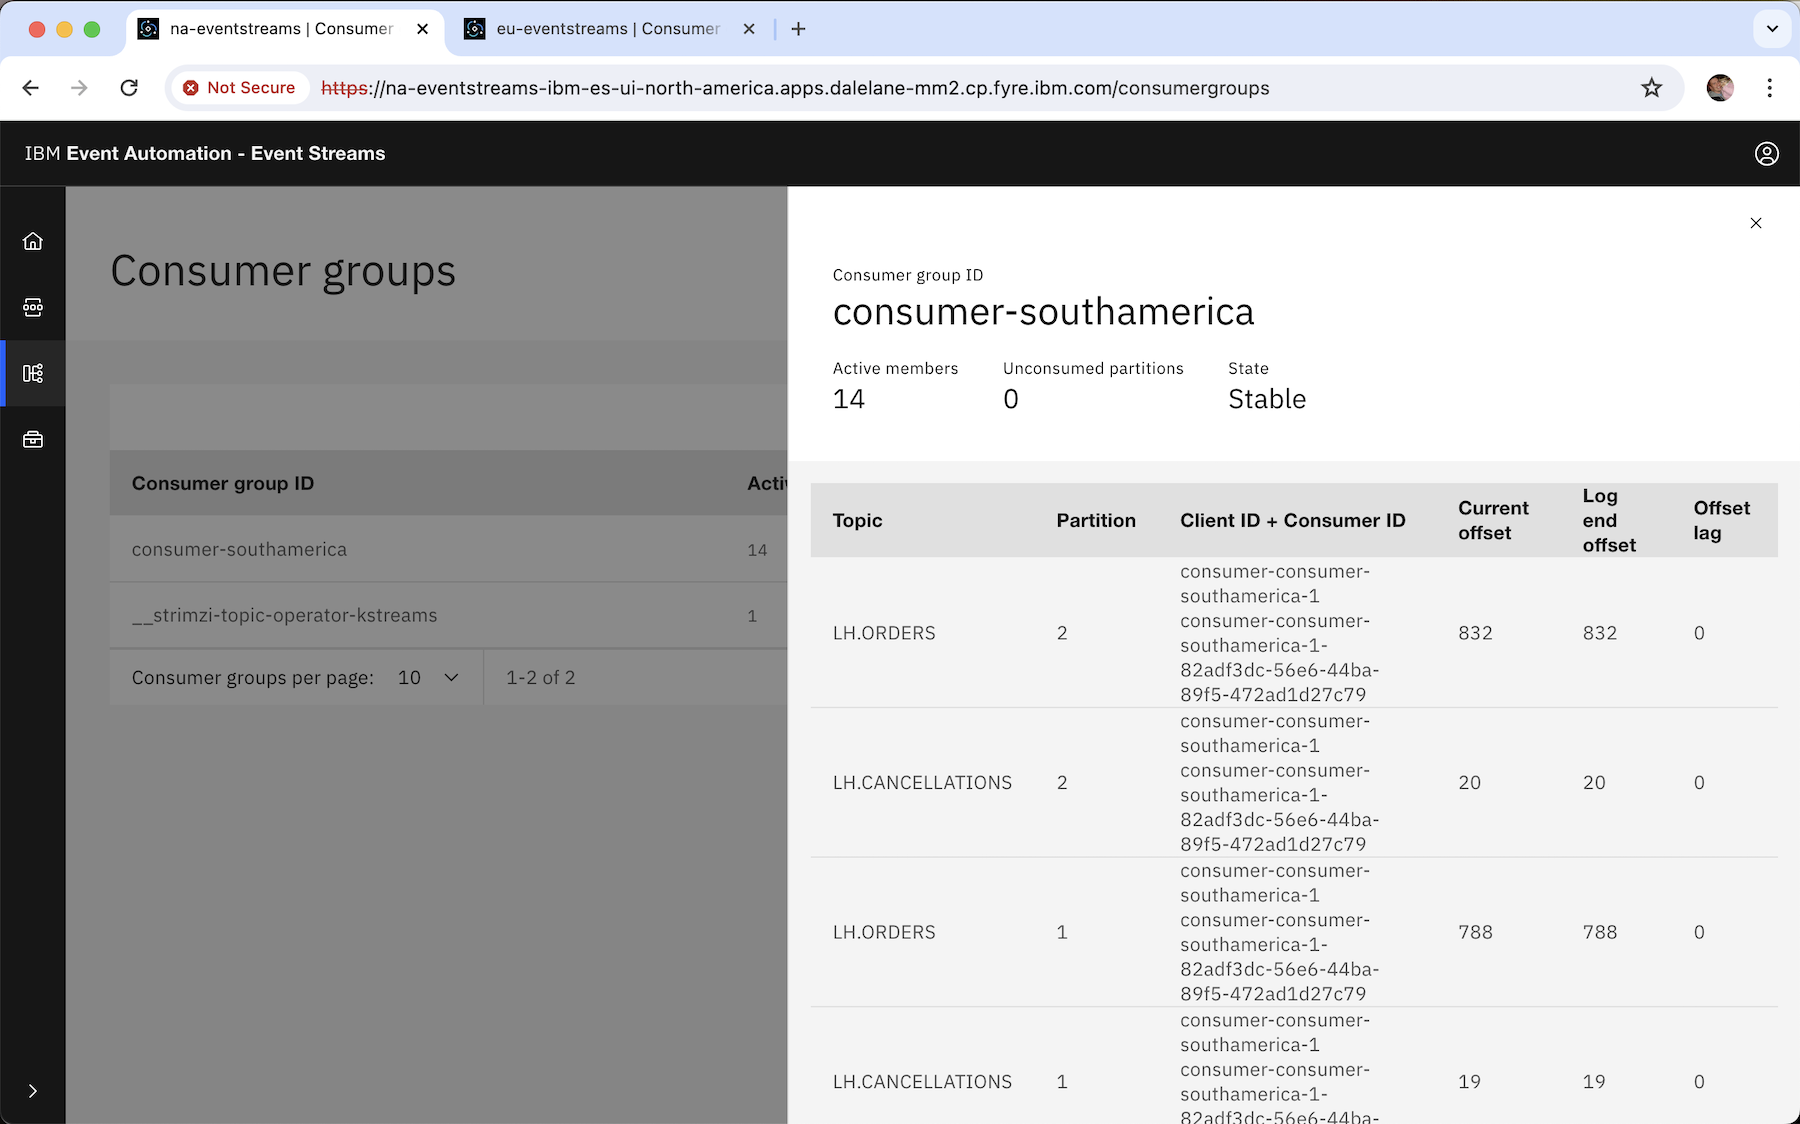 na-eventstreams | Consumer
eu-eventstreams | Consumer
Not Secure https://na-eventstreams-ibm-es-ui-north-america.apps.dalelane-mm2.cp.fyre.ibm.com/consumergroups
IBM Event Automation - Event Streams
Consumer groups
Consumer group ID Activ
consumer-southamerica 14
__strimzi-topic-operator-kstreams 1
Consumer groups per page: 10 1-2 of 2
Consumer group ID
consumer-southamerica
Active members Unconsumed partitions State
14 0 Stable
Topic Partition Client ID + Consumer ID Current offset Log end offset Offset lag
consumer-consumer-
southamerica-1
consumer-consumer-
LH.ORDERS 2 southamerica-1- 832 832 0
82adf3dc-56e6-44ba-
89f5-472ad1d27c79
consumer-consumer-
southamerica-1
consumer-consumer-
LH.CANCELLATIONS 2 southamerica-1- 20 20 0
82adf3dc-56e6-44ba-
89f5-472ad1d27c79
consumer-consumer-
southamerica-1
consumer-consumer-
LH.ORDERS 1 southamerica-1- 788 788 0
82adf3dc-56e6-44ba-
89f5-472ad1d27c79
consumer-consumer-
southamerica-1
consumer-consumer-
LH.CANCELLATIONS 1 southamerica-1- 19 19 0
82adf3dc-56e6-44ba-